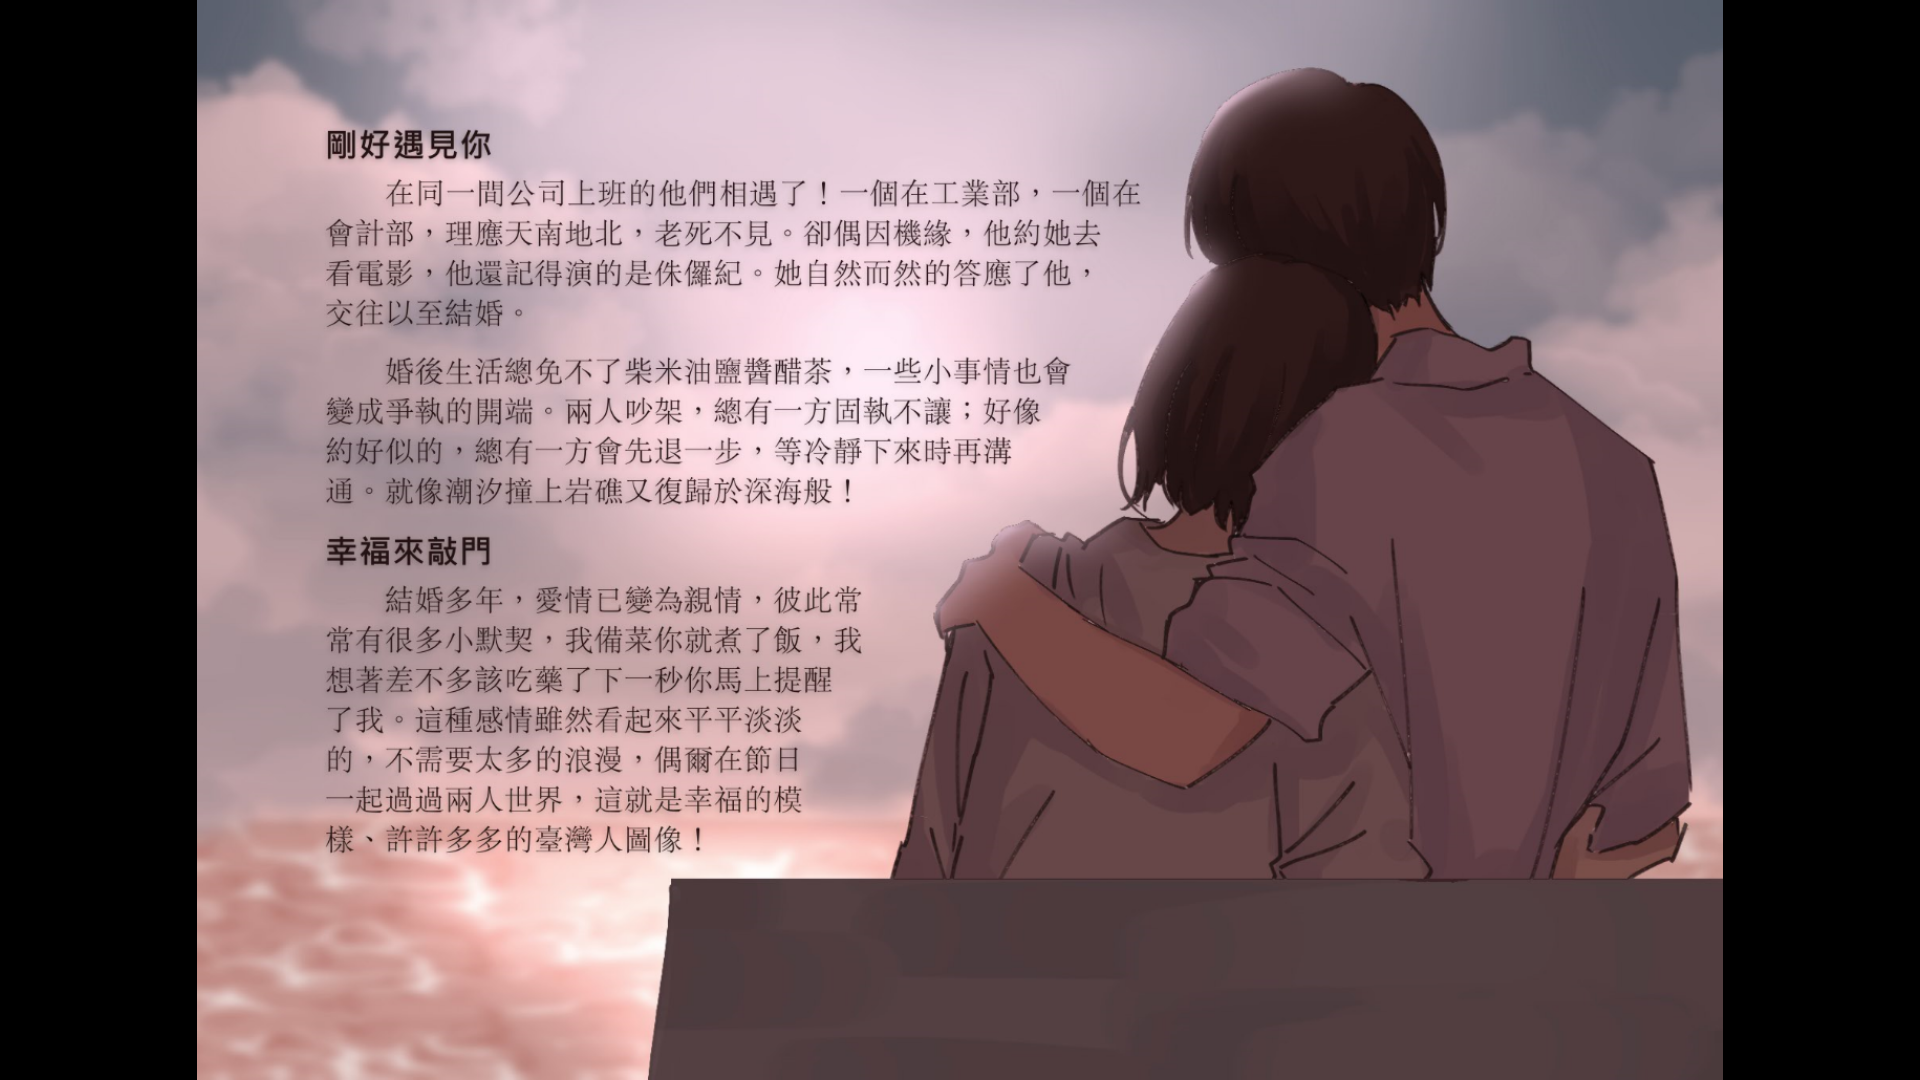 剛好遇見你
在同一間公司上班的他們相遇了！一個在工業部，一個在
會計部，理應天南地北，老死不見。卻偶因機緣，他約她去
看電影，他還記得演的是侏儸紀。她自然而然的答應了他，
交往以至結婚。
婚後生活總免不了柴米油鹽醬醋茶，一些小事情也會
變成爭執的開端。兩人吵架，總有一方固執不讓；好像
約好似的，總有一方會先退一步，等冷靜下來時再溝
通。就像潮汐撞上岩礁又復歸於深海般！
幸福來敲門
結婚多年，愛情已變為親情，彼此常
常有很多小默契，我備菜你就煮了飯，我
想著差不多該吃藥了下一秒你馬上提醒
了我。這種感情雖然看起來平平淡淡
的，不需要太多的浪漫，偶爾在節日
一起過過兩人世界，這就是幸福的模
樣、許許多多的臺灣人圖像！